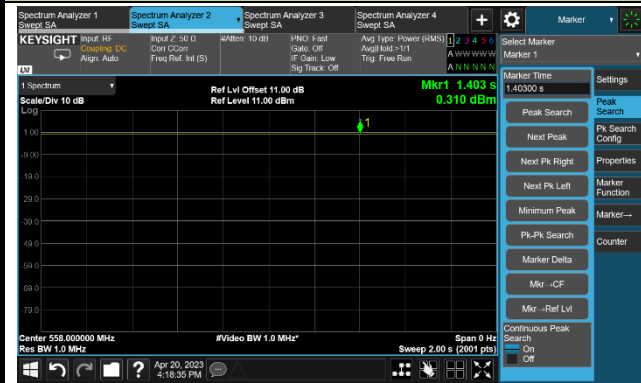 Spectrum Analyzer 1
Swept SA
Spectrum Analyzer 2
Swept SA
Spectrum Analyzer 3
Swept SA
Spectrum Analyzer 4
Swept SA
+
Marker
KEYSIGHT
LXI
Input: RF
Coupling: DC
Align: Auto
Input Z: 50 Ω
Corr CCorr
Freq Ref: Int (S)
#Atten: 10 dB
PNO: Fast
Gate: Off
IF Gain: Low
Sig Track: Off
Avg Type: Power (RMS)
Avg|Hold:>1/1
Trig: Free Run
1 2 3 4 5 6
A W W W W W
A N N N N N
Select Marker
Marker 1
1 Spectrum
Scale/Div 10 dB
Log
Ref Lvl Offset 11.00 dB
Ref Level 11.00 dBm
Mkr1 1.403 s
0.310 dBm
1
1.00
-9.00
-19.0
-29.0
-39.0
-49.0
-59.0
-69.0
-79.0
Center 558.000000 MHz
Res BW 1.0 MHz
#Video BW 1.0 MHz*
Span 0 Hz
Sweep 2.00 s (2001 pts)
Marker Time
1.40300 s
Peak Search
Next Peak
Next Pk Right
Next Pk Left
Minimum Peak
Pk-Pk Search
Marker Delta
Mkr→CF
Mkr→Ref Lvl
Continuous Peak
Search
On
Off
Settings
Peak
Search
Pk Search
Config
Properties
Marker
Function
Marker→
Counter
?
Apr 20, 2023
4:18:35 PM